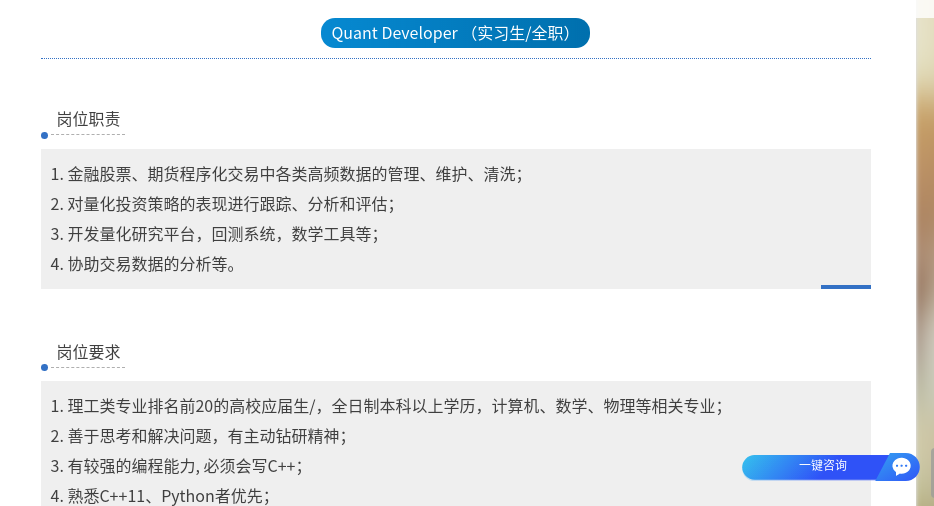 Quant Developer （实习生/全职）
岗位职责
1. 金融股票、期货程序化交易中各类高频数据的管理、维护、清洗；
2. 对量化投资策略的表现进行跟踪、分析和评估；
3. 开发量化研究平台，回测系统，数学工具等；
4. 协助交易数据的分析等。
岗位要求
1. 理工类专业排名前20的高校应届生/，全日制本科以上学历，计算机、数学、物理等相关专业；
2. 善于思考和解决问题，有主动钻研精神；
3. 有较强的编程能力, 必须会写C++；
一键咨询
4. 熟悉C++11、Python者优先；